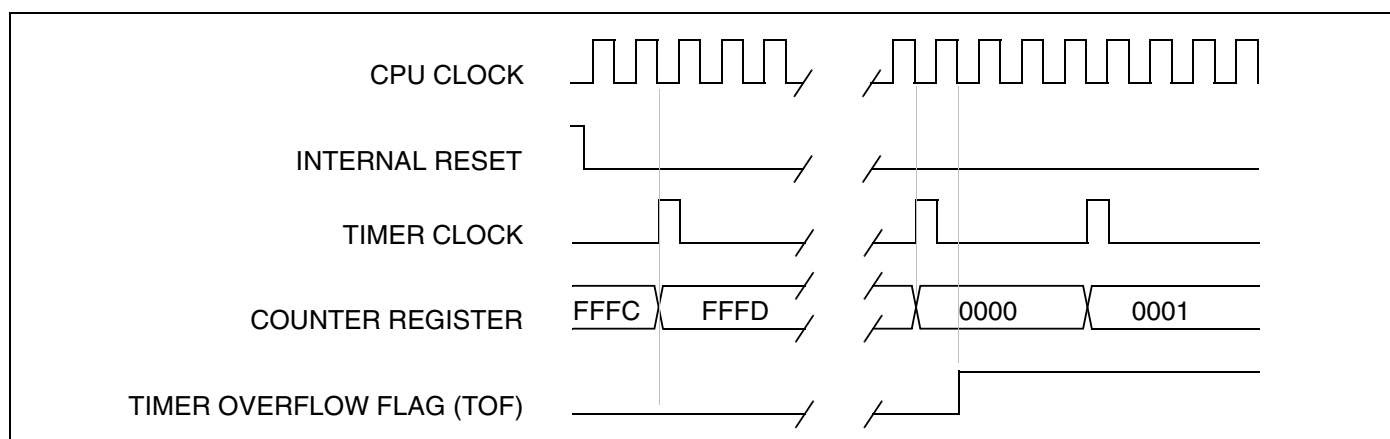 CPU CLOCK
INTERNAL RESET
TIMER CLOCK
COUNTER REGISTER FFFC FFFD 0000 0001
TIMER OVERFLOW FLAG (TOF)